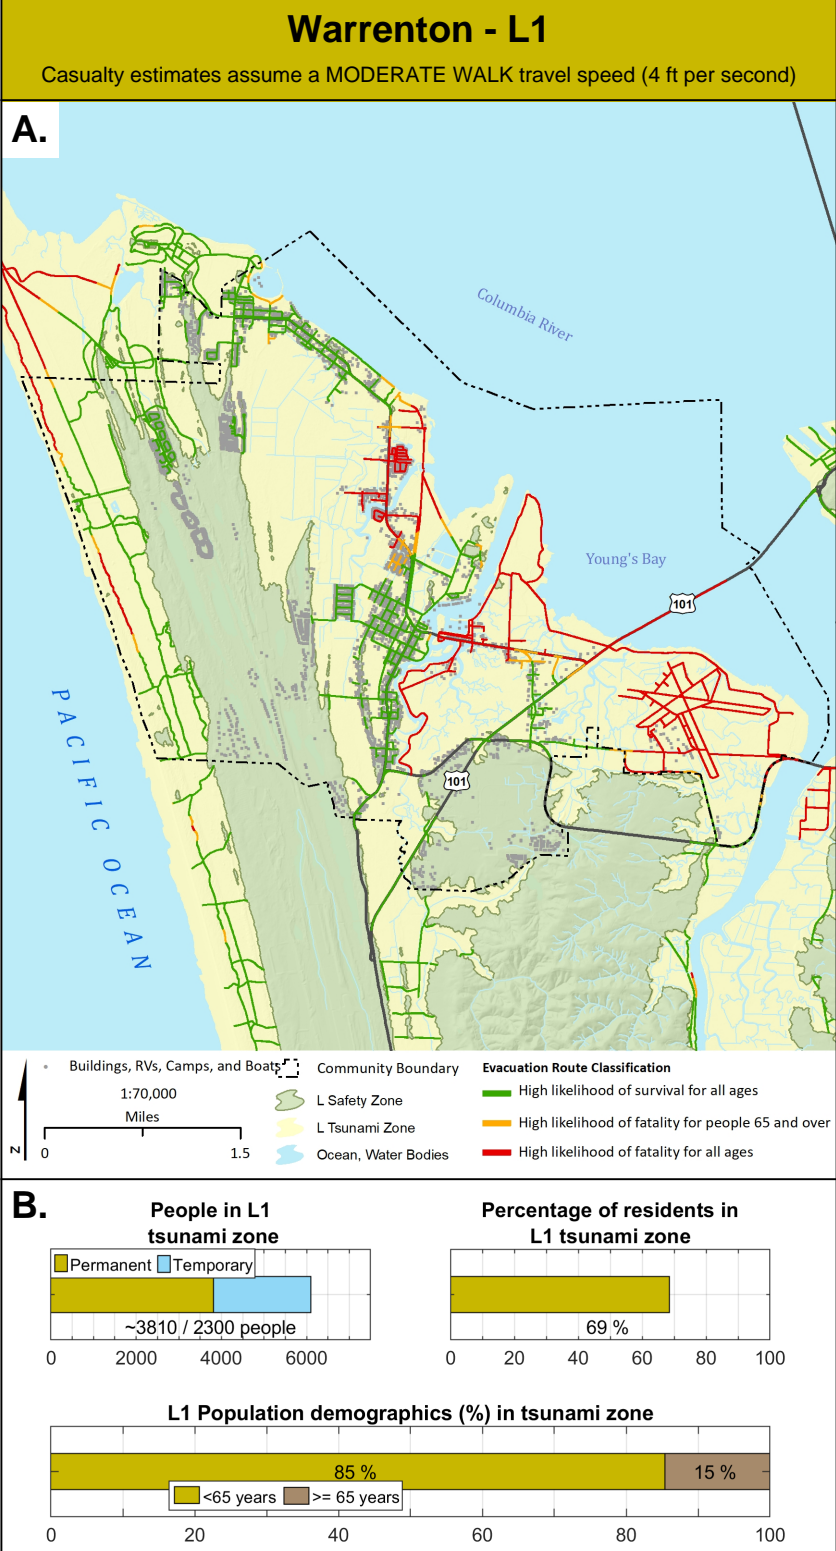 Warrenton - L1
Casualty estimates assume a MODERATE WALK travel speed (4 ft per second)
A.
Columbia River
Young's Bay
101
PACIFIC OCEAN
101
Buildings, RVs, Camps, and Boats
1:70,000
Miles
0 1.5
N
Community Boundary
L Safety Zone
L Tsunami Zone
Ocean, Water Bodies
Evacuation Route Classification
High likelihood of survival for all ages
High likelihood of fatality for people 65 and over
High likelihood of fatality for all ages
B.
People in L1
tsunami zone
Permanent Temporary
~3810 / 2300 people
0 2000 4000 6000
Percentage of residents in
L1 tsunami zone
69 %
0 20 40 60 80 100
L1 Population demographics (%) in tsunami zone
85 % 15 %
<65 years >= 65 years
0 20 40 60 80 100